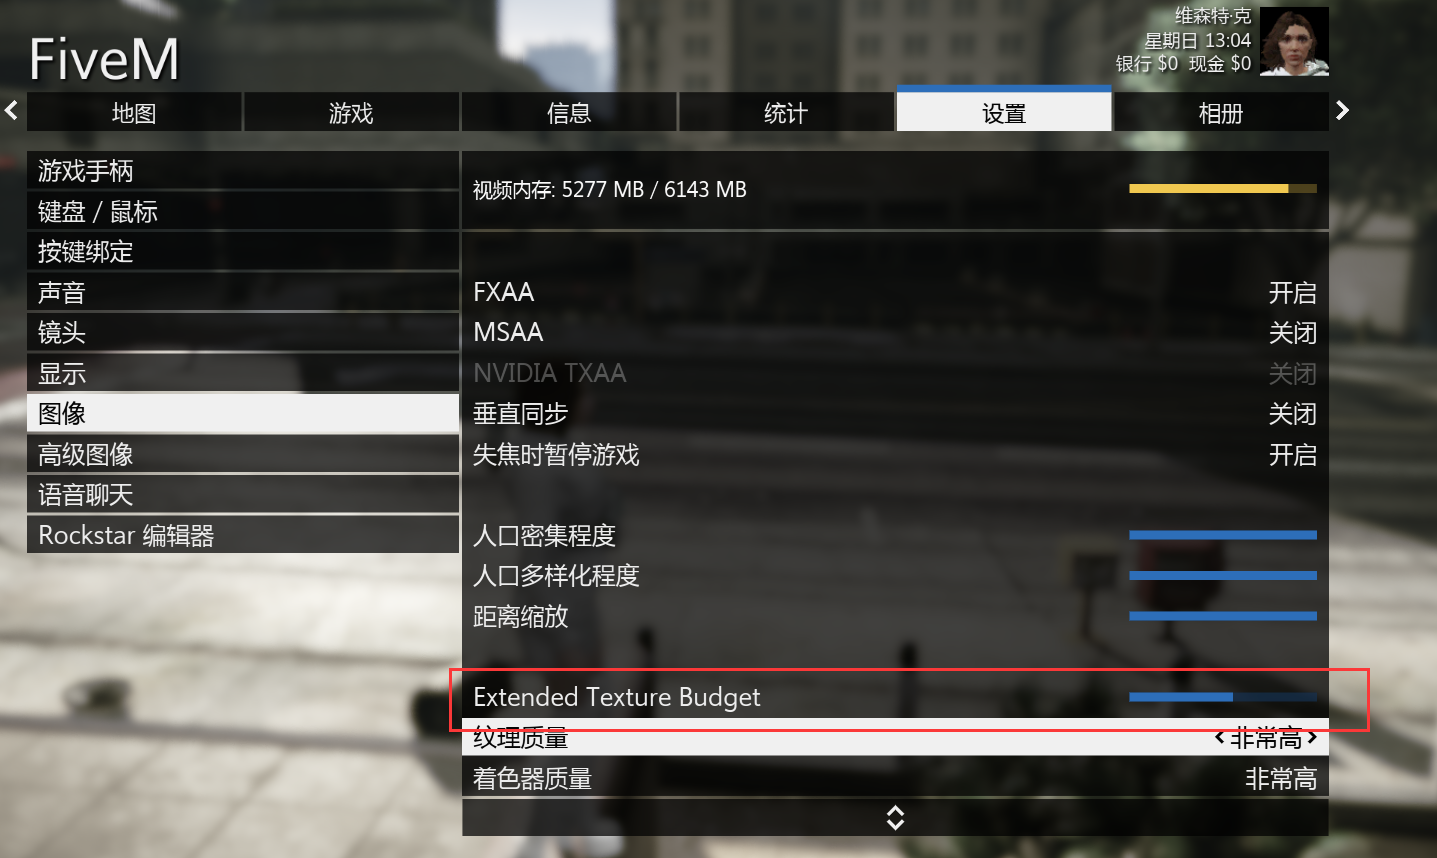 FiveM
维森特·克
星期日 13:04
银行 $0 现金 $0
地图
游戏
信息
统计
设置
相册
游戏手柄
键盘 / 鼠标
按键绑定
声音
镜头
显示
图像
高级图像
语音聊天
Rockstar 编辑器
视频内存: 5277 MB / 6143 MB
FXAA 开启
MSAA 关闭
NVIDIA TXAA 关闭
垂直同步 关闭
失焦时暂停游戏 开启
人口密集程度
人口多样化程度
距离缩放
Extended Texture Budget
纹理质量 非常高
着色器质量 非常高